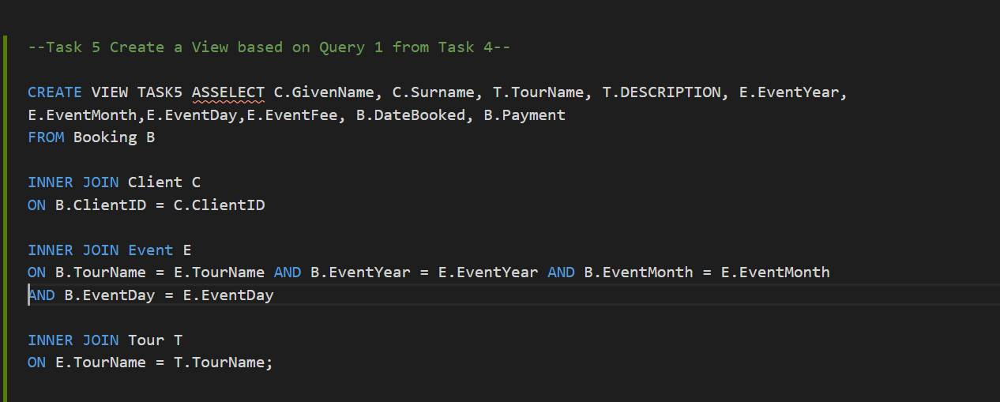 --Task 5 Create a View based on Query 1 from Task 4--
CREATE VIEW TASK5 ASSELECT C.GivenName, C.Surname, T.TourName, T.DESCRIPTION, E.EventYear,
E.EventMonth,E.EventDay,E.EventFee, B.DateBooked, B.Payment
FROM Booking B
INNER JOIN Client C
ON B.ClientID = C.ClientID
INNER JOIN Event E
ON B.TourName = E.TourName AND B.EventYear = E.EventYear AND B.EventMonth = E.EventMonth
AND B.EventDay = E.EventDay
INNER JOIN Tour T
ON E.TourName = T.TourName;